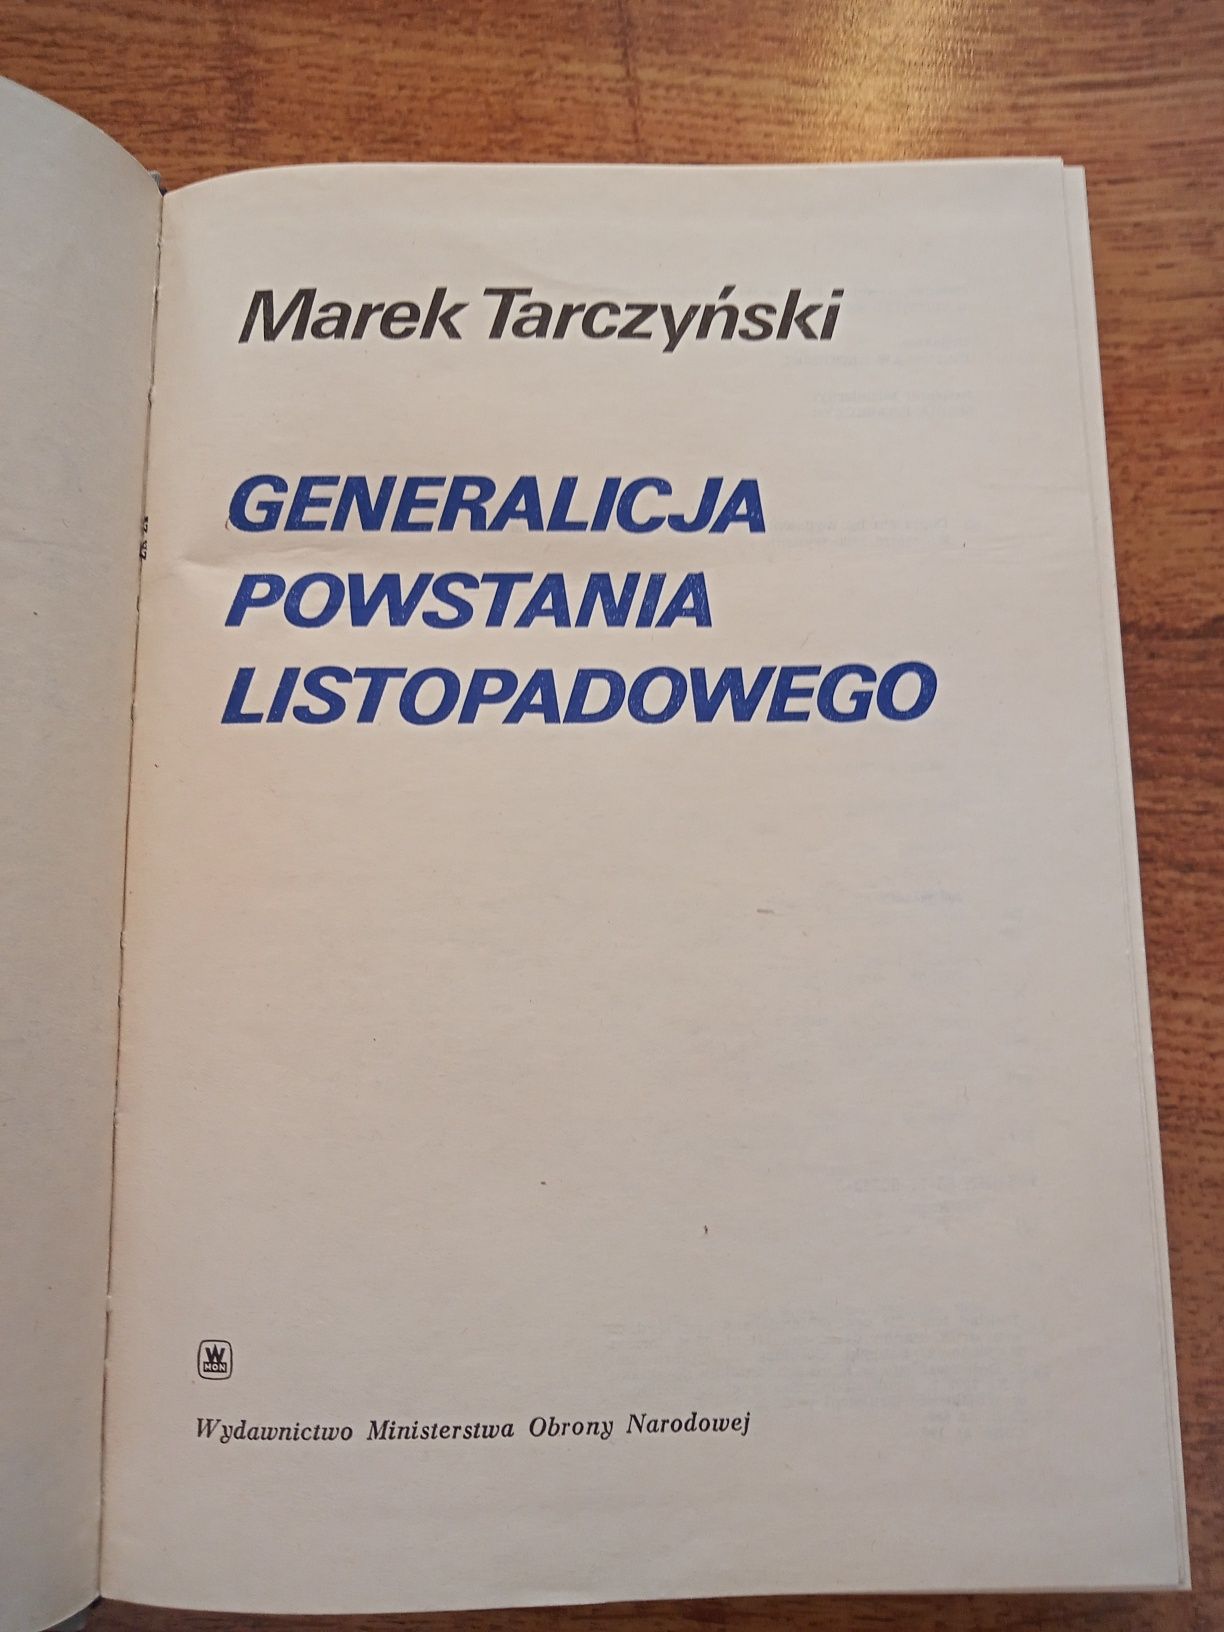 Marek Tarczyński
GENERALICJA
POWSTANIA
LISTOPADOWEGO
W
MON
Wydawnictwo Ministerstwa Obrony Narodowej